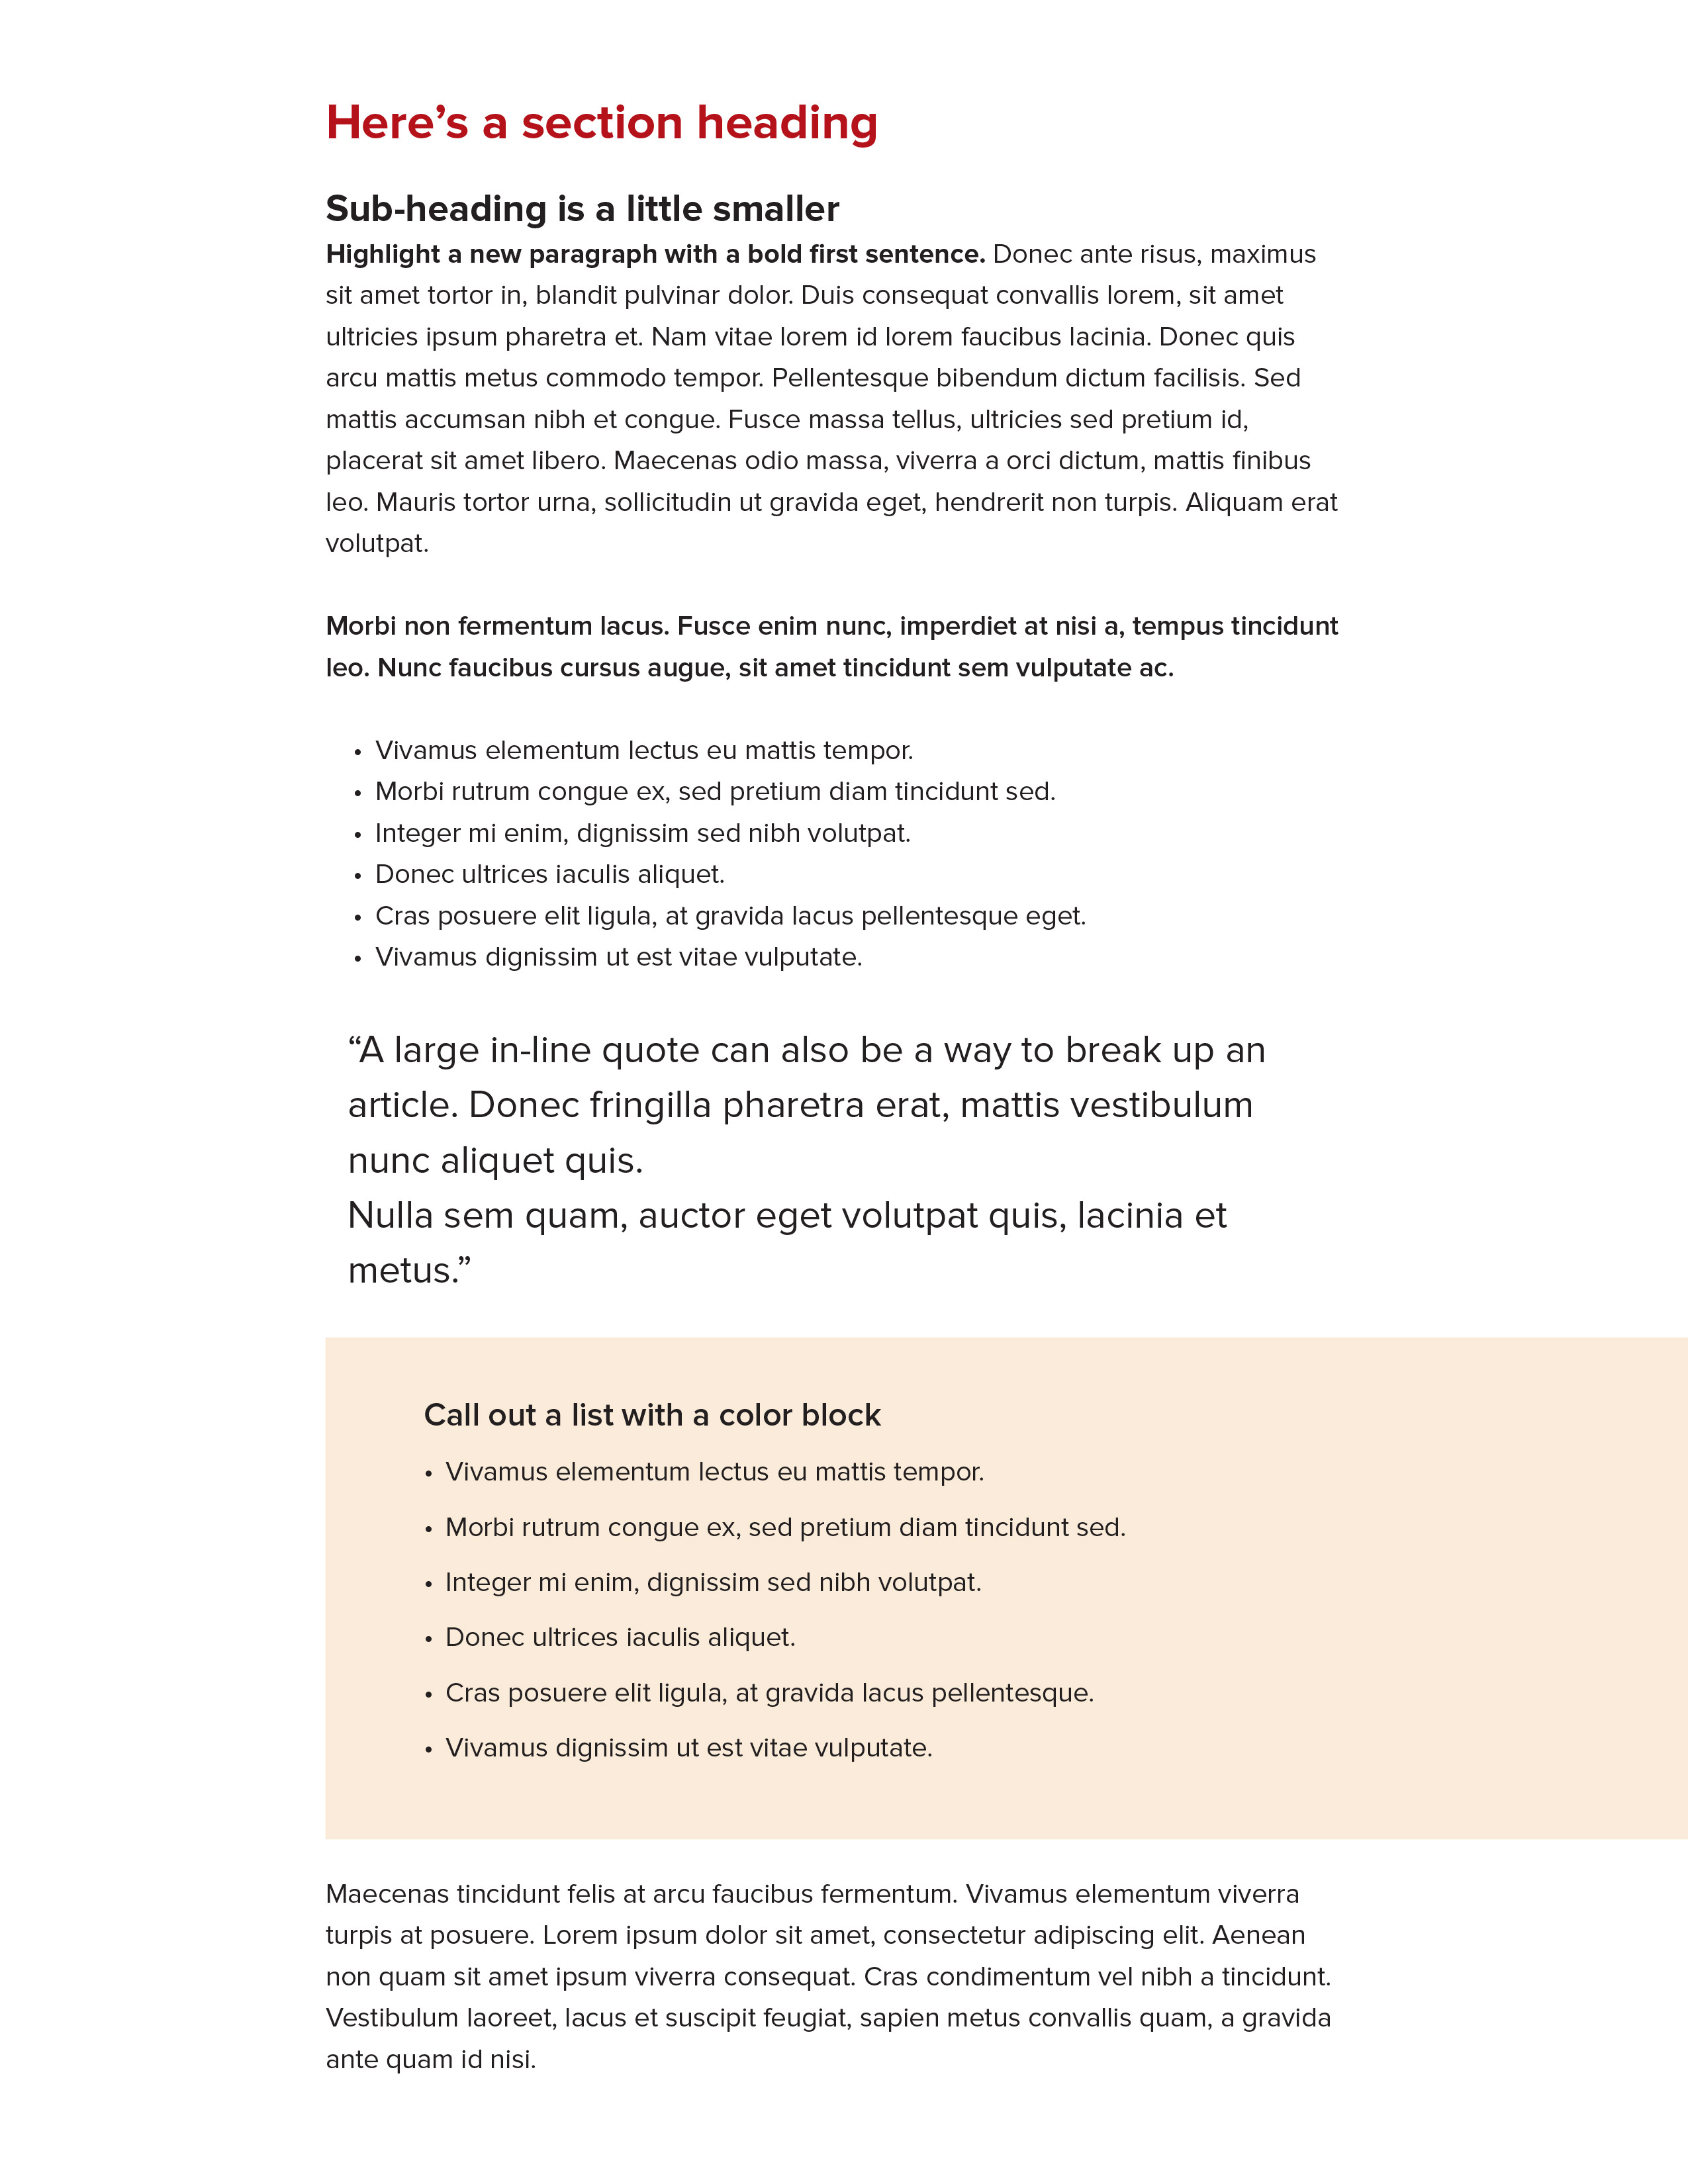 Here’s a section heading
Sub-heading is a little smaller
Highlight a new paragraph with a bold first sentence. Donec ante risus, maximus
sit amet tortor in, blandit pulvinar dolor. Duis consequat convallis lorem, sit amet
ultricies ipsum pharetra et. Nam vitae lorem id lorem faucibus lacinia. Donec quis
arcu mattis metus commodo tempor. Pellentesque bibendum dictum facilisis. Sed
mattis accumsan nibh et congue. Fusce massa tellus, ultricies sed pretium id,
placerat sit amet libero. Maecenas odio massa, viverra a orci dictum, mattis finibus
leo. Mauris tortor urna, sollicitudin ut gravida eget, hendrerit non turpis. Aliquam erat
volutpat.
Morbi non fermentum lacus. Fusce enim nunc, imperdiet at nisi a, tempus tincidunt
leo. Nunc faucibus cursus augue, sit amet tincidunt sem vulputate ac.
• Vivamus elementum lectus eu mattis tempor.
• Morbi rutrum congue ex, sed pretium diam tincidunt sed.
• Integer mi enim, dignissim sed nibh volutpat.
• Donec ultrices iaculis aliquet.
• Cras posuere elit ligula, at gravida lacus pellentesque eget.
• Vivamus dignissim ut est vitae vulputate.
“A large in-line quote can also be a way to break up an
article. Donec fringilla pharetra erat, mattis vestibulum
nunc aliquet quis.
Nulla sem quam, auctor eget volutpat quis, lacinia et
metus.”
Call out a list with a color block
• Vivamus elementum lectus eu mattis tempor.
• Morbi rutrum congue ex, sed pretium diam tincidunt sed.
• Integer mi enim, dignissim sed nibh volutpat.
• Donec ultrices iaculis aliquet.
• Cras posuere elit ligula, at gravida lacus pellentesque.
• Vivamus dignissim ut est vitae vulputate.
Maecenas tincidunt felis at arcu faucibus fermentum. Vivamus elementum viverra
turpis at posuere. Lorem ipsum dolor sit amet, consectetur adipiscing elit. Aenean
non quam sit amet ipsum viverra consequat. Cras condimentum vel nibh a tincidunt.
Vestibulum laoreet, lacus et suscipit feugiat, sapien metus convallis quam, a gravida
ante quam id nisi.